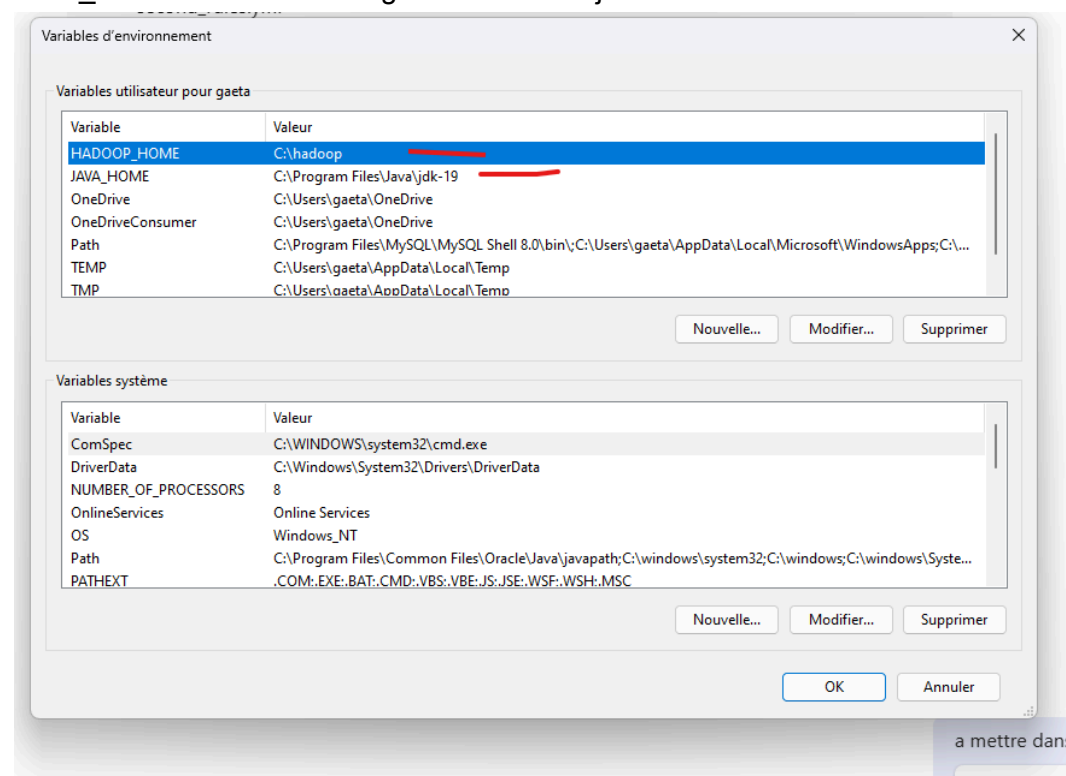 Variables d'environnement
Variables utilisateur pour gaeta
Variable Valeur
HADOOP_HOME C:\hadoop
JAVA_HOME C:\Program Files\Java\jdk-19
OneDrive C:\Users\gaeta\OneDrive
OneDriveConsumer C:\Users\gaeta\OneDrive
Path C:\Program Files\MySQL\MySQL Shell 8.0\bin\;C:\Users\gaeta\AppData\Local\Microsoft\WindowsApps;C:\...
TEMP C:\Users\gaeta\AppData\Local\Temp
TMP C:\Users\gaeta\AppData\Local\Temp
Nouvelle... Modifier... Supprimer
Variables système
Variable Valeur
ComSpec C:\WINDOWS\system32\cmd.exe
DriverData C:\Windows\System32\Drivers\DriverData
NUMBER_OF_PROCESSORS 8
OnlineServices Online Services
OS Windows_NT
Path C:\Program Files\Common Files\Oracle\Java\javapath;C:\windows\system32;C:\windows;C:\windows\Syste...
PATHEXT .COM;.EXE;.BAT;.CMD;.VBS;.VBE;.JS;.JSE;.WSF;.WSH;.MSC
Nouvelle... Modifier... Supprimer
OK Annuler
a mettre dans